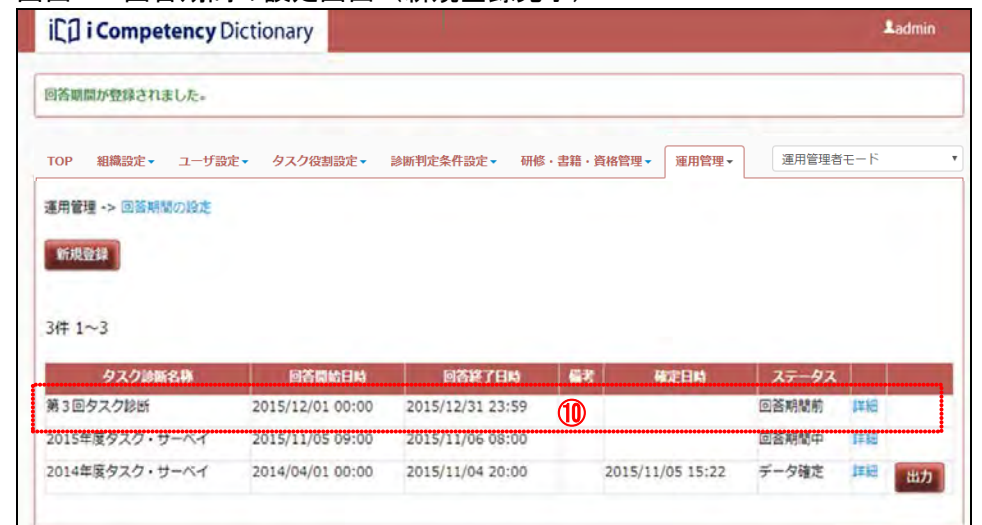 iCD i Competency Dictionary
admin
回答期間が登録されました。
TOP 組織設定 ユーザ設定 タスク役割設定 診断判定条件設定 研修・書籍・資格管理 運用管理 運用管理者モード
運用管理 -> 回答期間の設定
新規登録
3件 1～3
タスク診断名称 回答開始日時 回答終了日時 備考 確定日時 ステータス
第3回タスク診断 2015/12/01 00:00 2015/12/31 23:59 ⑩ 回答期間前 詳細
2015年度タスク・サーベイ 2015/11/05 09:00 2015/11/06 08:00 回答期間中 詳細
2014年度タスク・サーベイ 2014/04/01 00:00 2015/11/04 20:00 2015/11/05 15:22 データ確定 詳細 出力